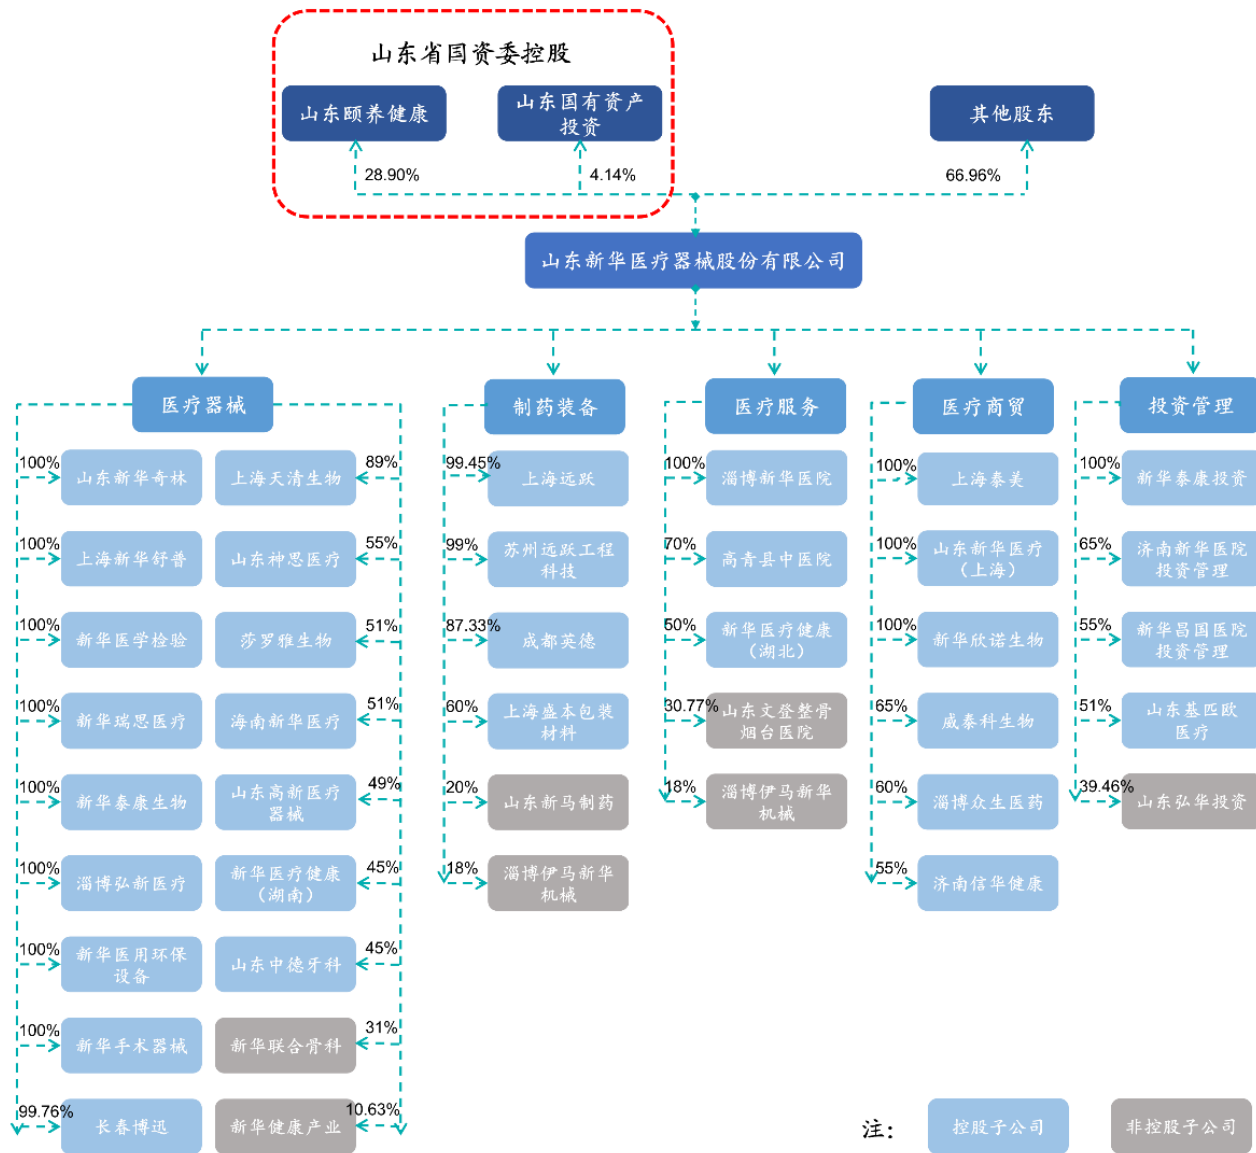 山东省国资委控股
山东颐养健康
山东国有资产
投资
其他股东
28.90%
4.14%
66.96%
山东新华医疗器械股份有限公司
医疗器械
制药装备
医疗服务
医疗商贸
投资管理
100%
山东新华奇林
上海天清生物
89%
99.45%
上海远跃
100%
淄博新华医院
100%
上海泰美
100%
新华泰康投资
100%
上海新华舒普
山东神思医疗
55%
99%
苏州远跃工程
科技
70%
高青县中医院
100%
山东新华医疗
（上海）
65%
济南新华医院
投资管理
100%
新华医学检验
莎罗雅生物
51%
87.33%
成都英德
50%
新华医疗健康
（湖北）
100%
新华欣诺生物
55%
新华昌国医院
投资管理
100%
新华瑞思医疗
海南新华医疗
51%
60%
上海盛本包装
材料
30.77%
山东文登整骨
烟台医院
65%
威泰科生物
51%
山东基匹欧
医疗
100%
新华泰康生物
山东高新医疗
器械
49%
20%
山东新马制药
18%
淄博伊马新华
机械
60%
淄博众生医药
39.46%
山东弘华投资
100%
淄博弘新医疗
新华医疗健康
（湖南）
45%
18%
淄博伊马新华
机械
55%
济南信华健康
100%
新华医用环保
设备
山东中德牙科
45%
100%
新华手术器械
新华联合骨科
31%
99.76%
长春博迅
新华健康产业
10.63%
注：
控股子公司
非控股子公司